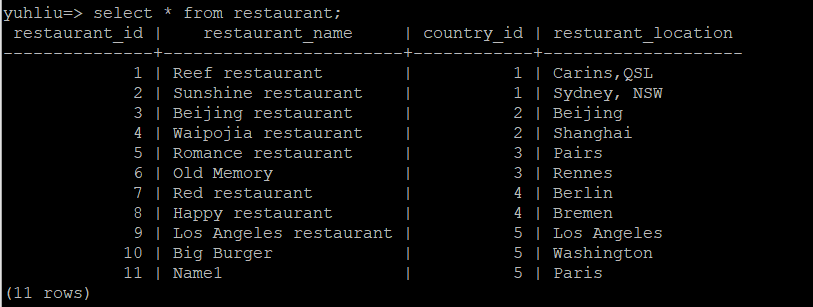 yuhliu=> select * from restaurant;
 restaurant_id |    restaurant_name     | country_id | resturant_location
---------------+------------------------+------------+--------------------
             1 | Reef restaurant        |          1 | Carins,QSL
             2 | Sunshine restaurant    |          1 | Sydney, NSW
             3 | Beijing restaurant     |          2 | Beijing
             4 | Waipojia restaurant    |          2 | Shanghai
             5 | Romance restaurant     |          3 | Pairs
             6 | Old Memory             |          3 | Rennes
             7 | Red restaurant         |          4 | Berlin
             8 | Happy restaurant       |          4 | Bremen
             9 | Los Angeles restaurant |          5 | Los Angeles
            10 | Big Burger             |          5 | Washington
            11 | Name1                  |          5 | Paris
(11 rows)